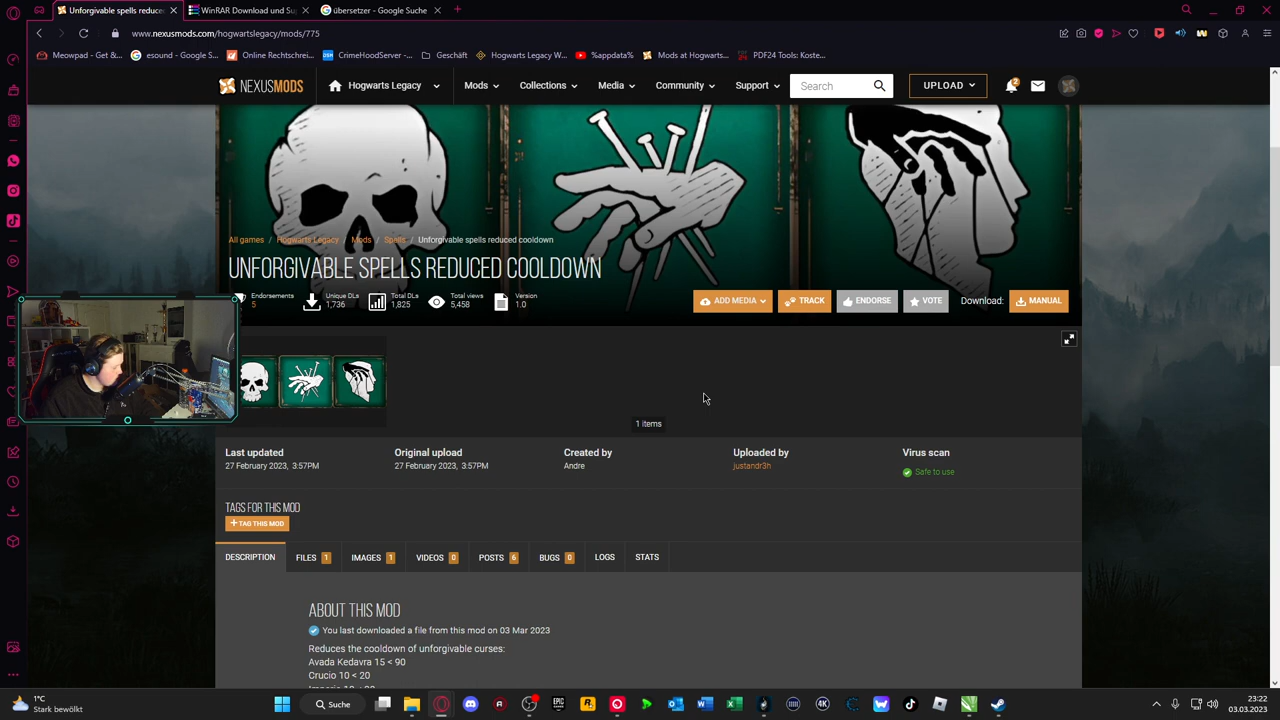 Unforgivable spells reduce
WinRAR Download und Su
übersetzer - Google Suche
www.nexusmods.com/hogwartslegacy/mods/775
Meowpad - Get &...
esound - Google S...
Online Rechtschrei...
CrimeHoodServer -...
Geschäft
Hogwarts Legacy W...
%appdata%
Mods at Hogwarts...
PDF24 Tools: Koste...
NEXUSMODS
Hogwarts Legacy
Mods
Collections
Media
Community
Support
Search
UPLOAD
2
All games / Hogwarts Legacy / Mods / Spells / Unforgivable spells reduced cooldown
UNFORGIVABLE SPELLS REDUCED COOLDOWN
Endorsements
5
Unique DLs
1,736
Total DLs
1,825
Total views
5,458
Version
1.0
ADD MEDIA
TRACK
ENDORSE
VOTE
Download:
MANUAL
1 items
Last updated
27 February 2023, 3:57PM
Original upload
27 February 2023, 3:57PM
Created by
Andre
Uploaded by
justandr3h
Virus scan
Safe to use
TAGS FOR THIS MOD
+ TAG THIS MOD
DESCRIPTION
FILES 1
IMAGES 1
VIDEOS 0
POSTS 6
BUGS 0
LOGS
STATS
ABOUT THIS MOD
You last downloaded a file from this mod on 03 Mar 2023
Reduces the cooldown of unforgivable curses:
Avada Kedavra 15 < 90
Crucio 10 < 20
1°C
Stark bewölkt
Suche
23:22
03.03.2023